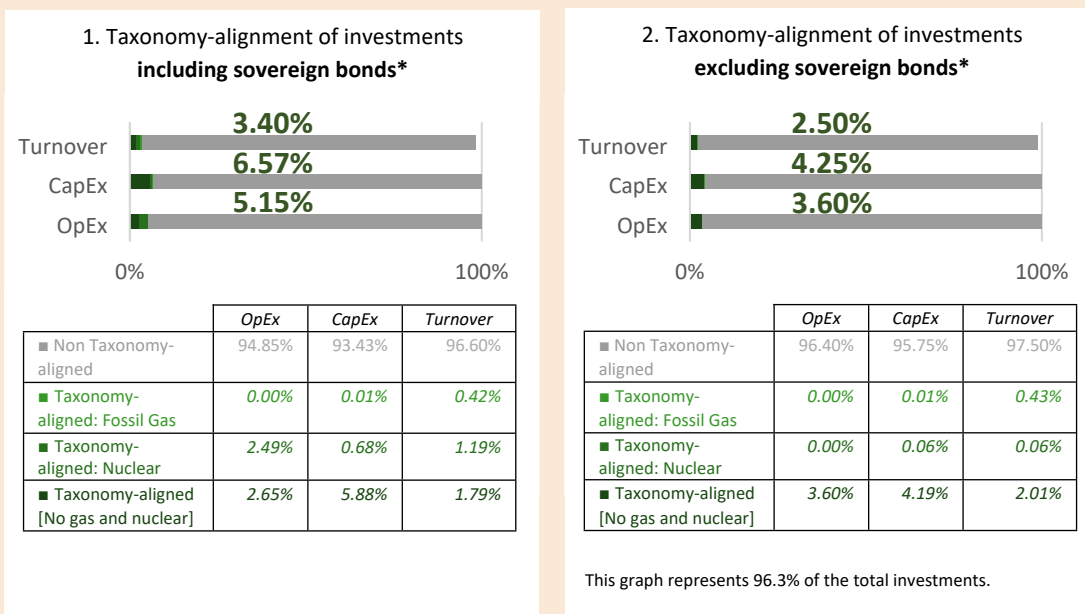 1. Taxonomy-alignment of investments
including sovereign bonds*
3.40%
Turnover
6.57%
CapEx
5.15%
OpEx
0% 100%
OpEx CapEx Turnover
■ Non Taxonomy- 94.85% 93.43% 96.60%
aligned
■ Taxonomy- 0.00% 0.01% 0.42%
aligned: Fossil Gas
■ Taxonomy- 2.49% 0.68% 1.19%
aligned: Nuclear
■ Taxonomy-aligned 2.65% 5.88% 1.79%
[No gas and nuclear]
2. Taxonomy-alignment of investments
excluding sovereign bonds*
2.50%
Turnover
4.25%
CapEx
3.60%
OpEx
0% 100%
OpEx CapEx Turnover
■ Non Taxonomy- 96.40% 95.75% 97.50%
aligned
■ Taxonomy- 0.00% 0.01% 0.43%
aligned: Fossil Gas
■ Taxonomy- 0.00% 0.06% 0.06%
aligned: Nuclear
■ Taxonomy-aligned 3.60% 4.19% 2.01%
[No gas and nuclear]
This graph represents 96.3% of the total investments.